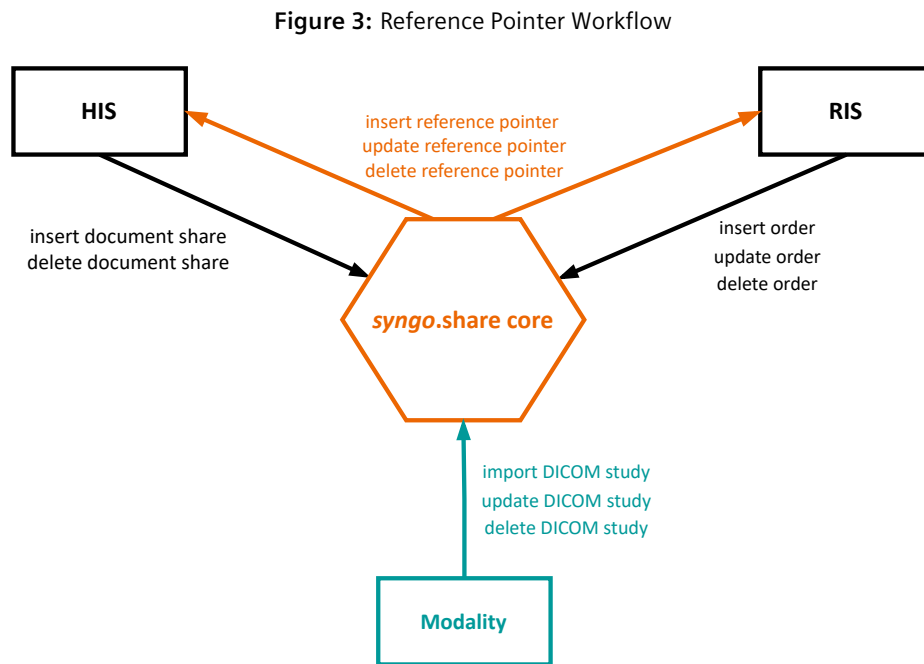 Figure 3: Reference Pointer Workflow
HIS
RIS
insert reference pointer
update reference pointer
delete reference pointer
insert document share
delete document share
insert order
update order
delete order
syngo.share core
import DICOM study
update DICOM study
delete DICOM study
Modality